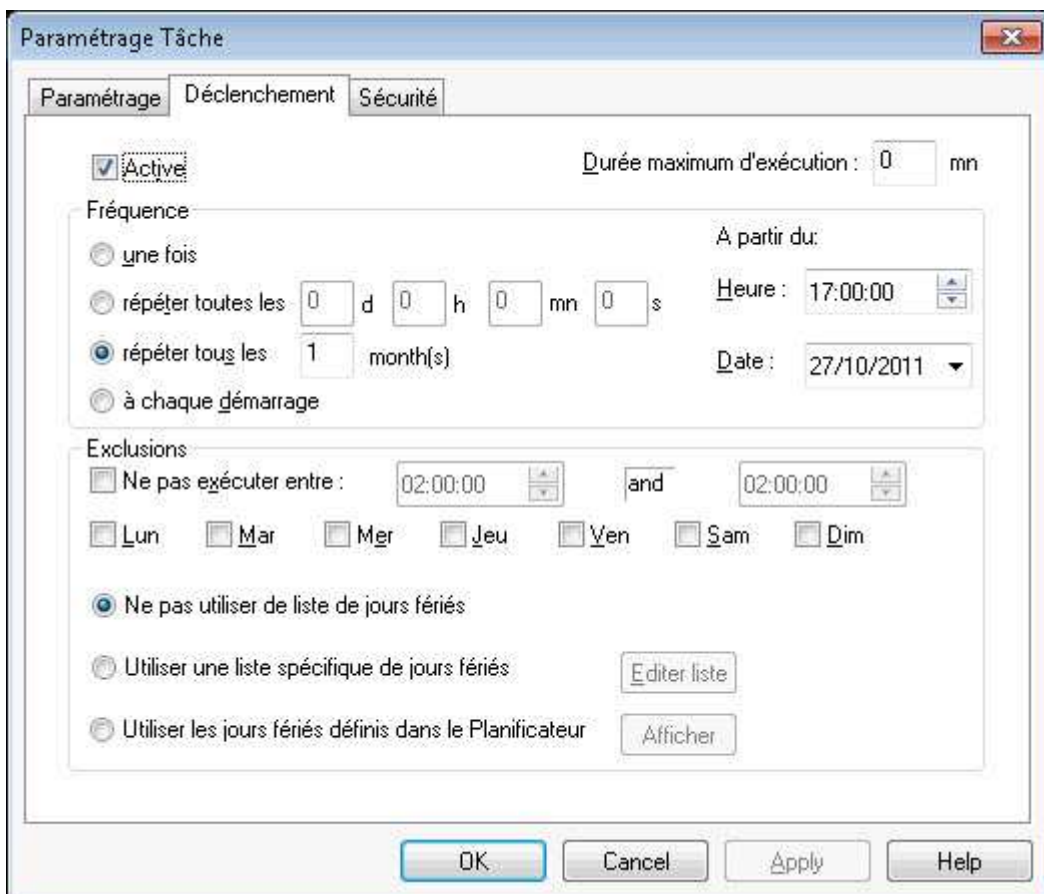 Paramétrage Tâche
Paramétrage Déclenchement Sécurité
Active Durée maximum d'exécution : 0 mn
Fréquence
A partir du:
une fois
Heure : 17:00:00
répéter toutes les 0 d 0 h 0 mn 0 s
répéter tous les 1 month(s)
Date : 27/10/2011
à chaque démarrage
Exclusions
Ne pas exécuter entre : 02:00:00 and 02:00:00
Lun Mar Mer Jeu Ven Sam Dim
Ne pas utiliser de liste de jours fériés
Utiliser une liste spécifique de jours fériés Editer liste
Utiliser les jours fériés définis dans le Planificateur Afficher
OK Cancel Apply Help